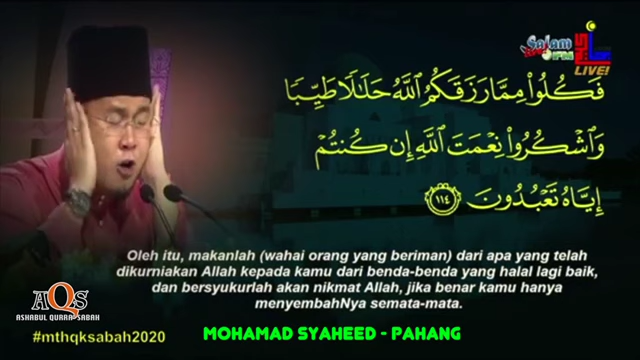 Salam
LIVE!
فَكُلُوا۟ مِمَّا رَزَقَكُمُ ٱللَّهُ حَلَـٰلًا طَيِّبًا
وَٱشْكُرُوا۟ نِعْمَتَ ٱللَّهِ إِن كُنتُمْ
إِيَّاهُ تَعْبُدُونَ ١١٤
Oleh itu, makanlah (wahai orang yang beriman) dari apa yang telah
dikurniakan Allah kepada kamu dari benda-benda yang halal lagi baik,
dan bersyukurlah akan nikmat Allah, jika benar kamu hanya
menyembahNya semata-mata.
AQS
ASHABUL QURRA SABAH
#mthqksabah2020
MOHAMAD SYAHEED - PAHANG